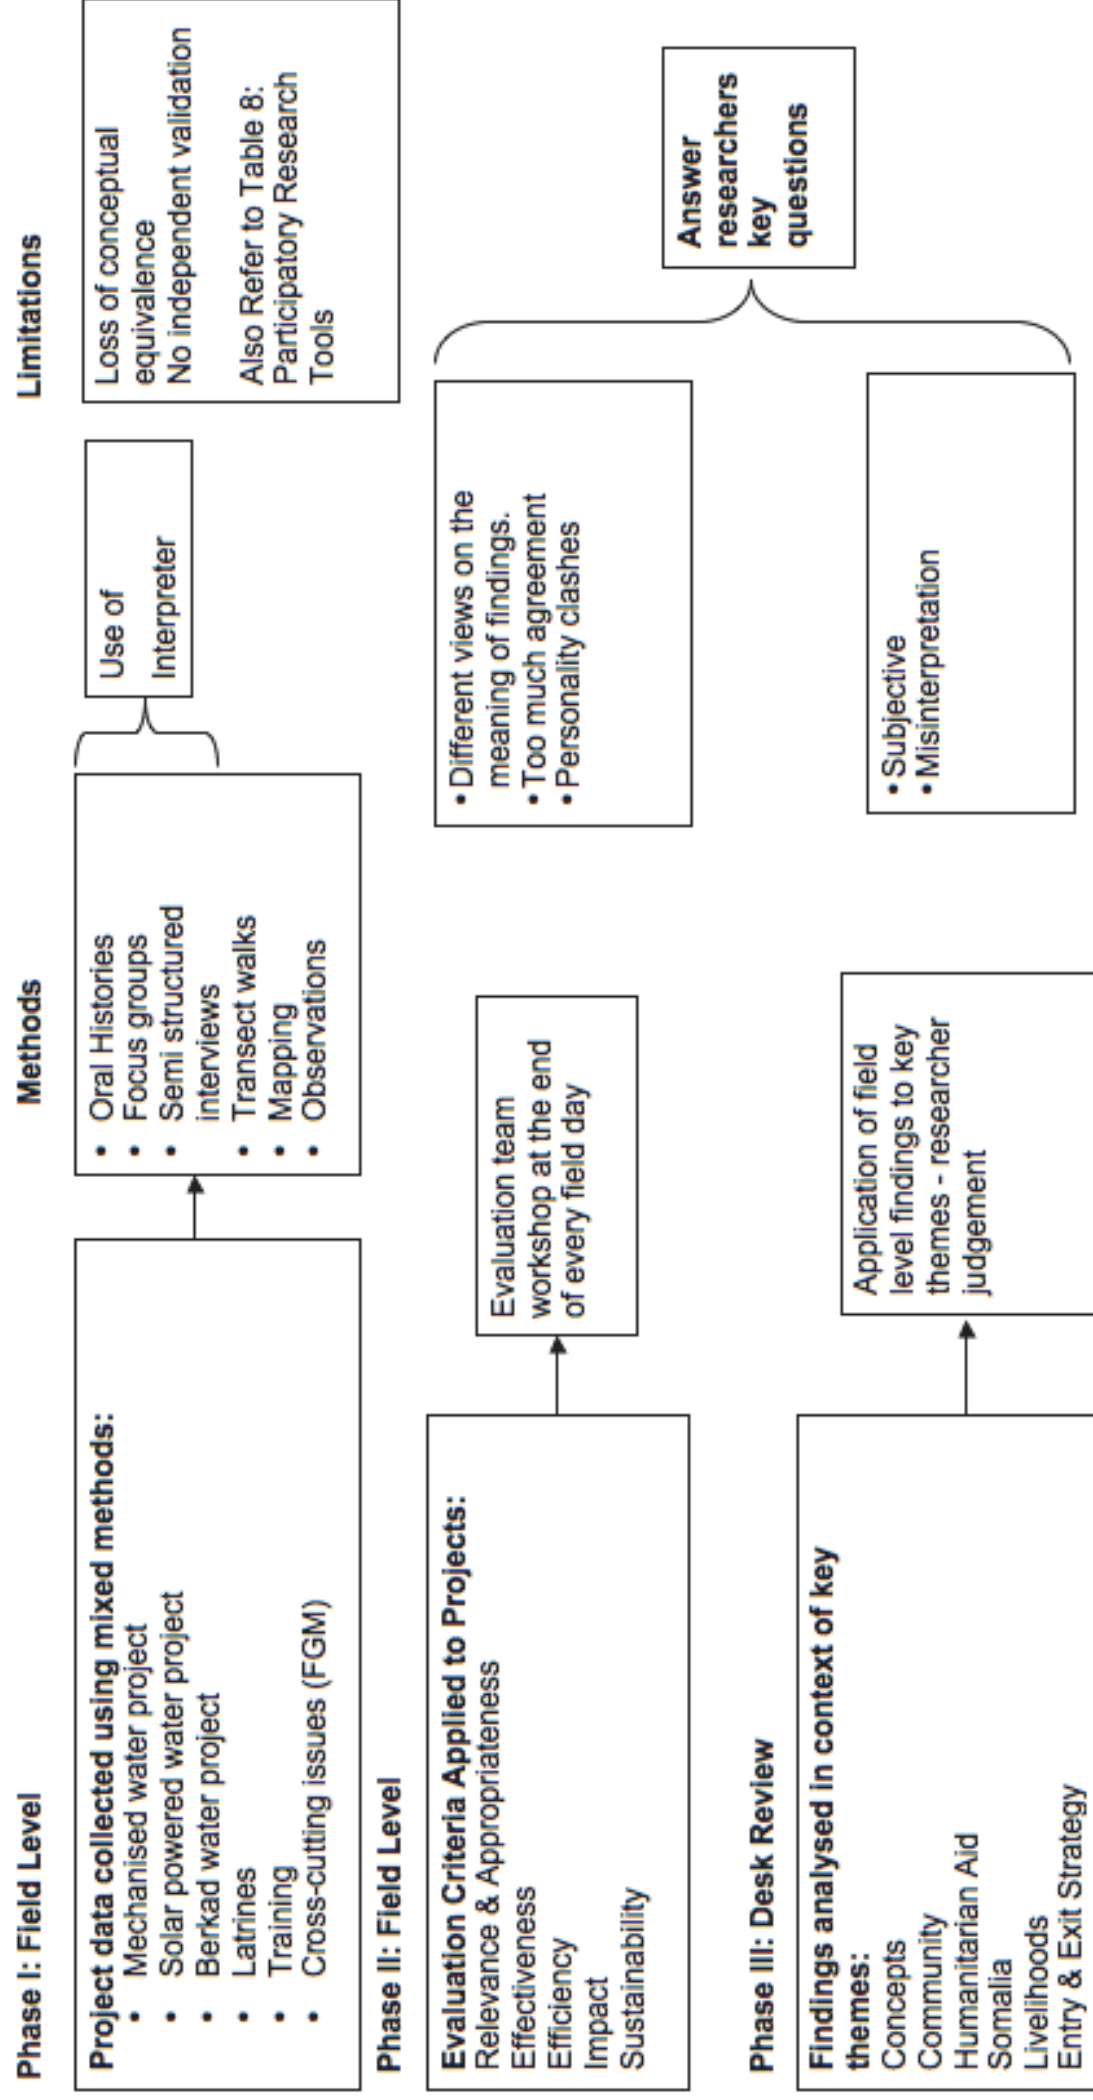 Phase I: Field Level
Methods
Limitations
Project data collected using mixed methods:
• Mechanised water project
• Solar powered water project
• Berkad water project
• Latrines
• Training
• Cross-cutting issues (FGM)
• Oral Histories
• Focus groups
• Semi structured
interviews
• Transect walks
• Mapping
• Observations
Use of
Interpreter
Loss of conceptual
equivalence
No independent validation
Also Refer to Table 8:
Participatory Research
Tools
Phase II: Field Level
Evaluation Criteria Applied to Projects:
Relevance & Appropriateness
Effectiveness
Efficiency
Impact
Sustainability
Evaluation team
workshop at the end
of every field day
• Different views on the
meaning of findings.
• Too much agreement
• Personality clashes
Answer
researchers
key
questions
Phase III: Desk Review
Findings analysed in context of key
themes:
Concepts
Community
Humanitarian Aid
Somalia
Livelihoods
Entry & Exit Strategy
Application of field
level findings to key
themes - researcher
judgement
• Subjective
• Misinterpretation